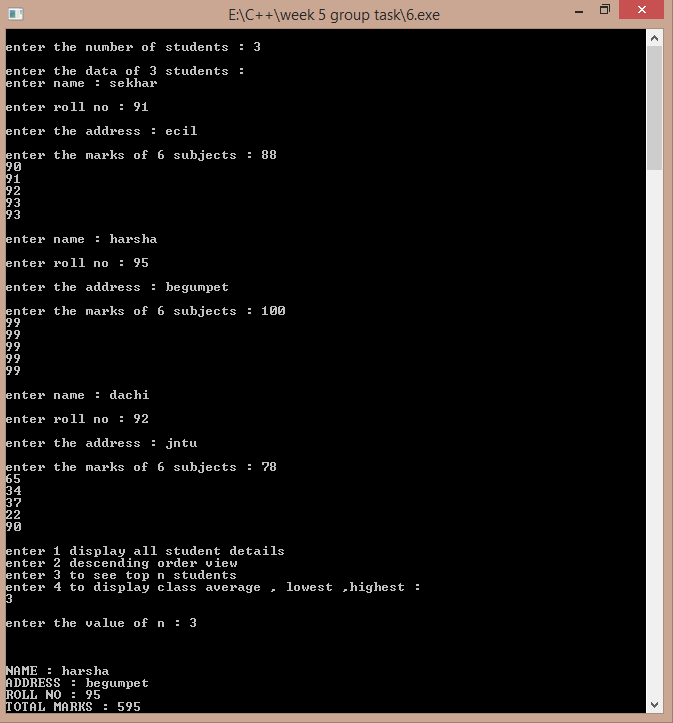 E:\C++\week 5 group task\6.exe
enter the number of students : 3
enter the data of 3 students :
enter name : sekhar
enter roll no : 91
enter the address : ecil
enter the marks of 6 subjects : 88
90
91
92
93
93
enter name : harsha
enter roll no : 95
enter the address : begumpet
enter the marks of 6 subjects : 100
99
99
99
99
99
enter name : dachi
enter roll no : 92
enter the address : jntu
enter the marks of 6 subjects : 78
65
34
37
22
90
enter 1 display all student details
enter 2 descending order view
enter 3 to see top n students
enter 4 to display class average , lowest ,highest :
3
enter the value of n : 3
NAME : harsha
ADDRESS : begumpet
ROLL NO : 95
TOTAL MARKS : 595